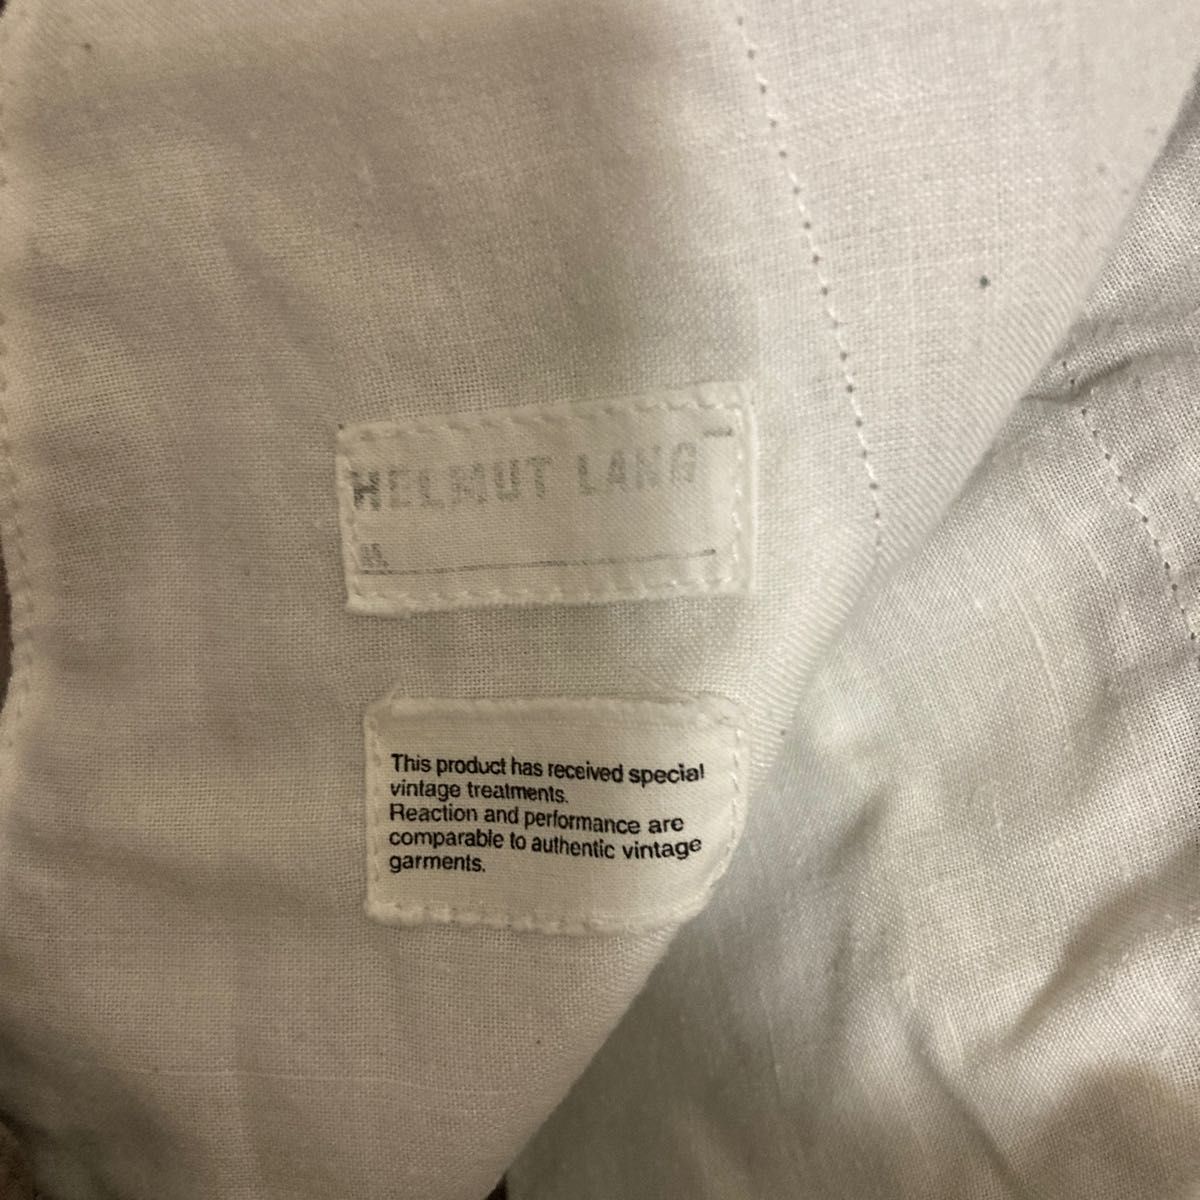 HELMUT LANG
This product has received special
vintage treatments.
Reaction and performance are
comparable to authentic vintage
garments.